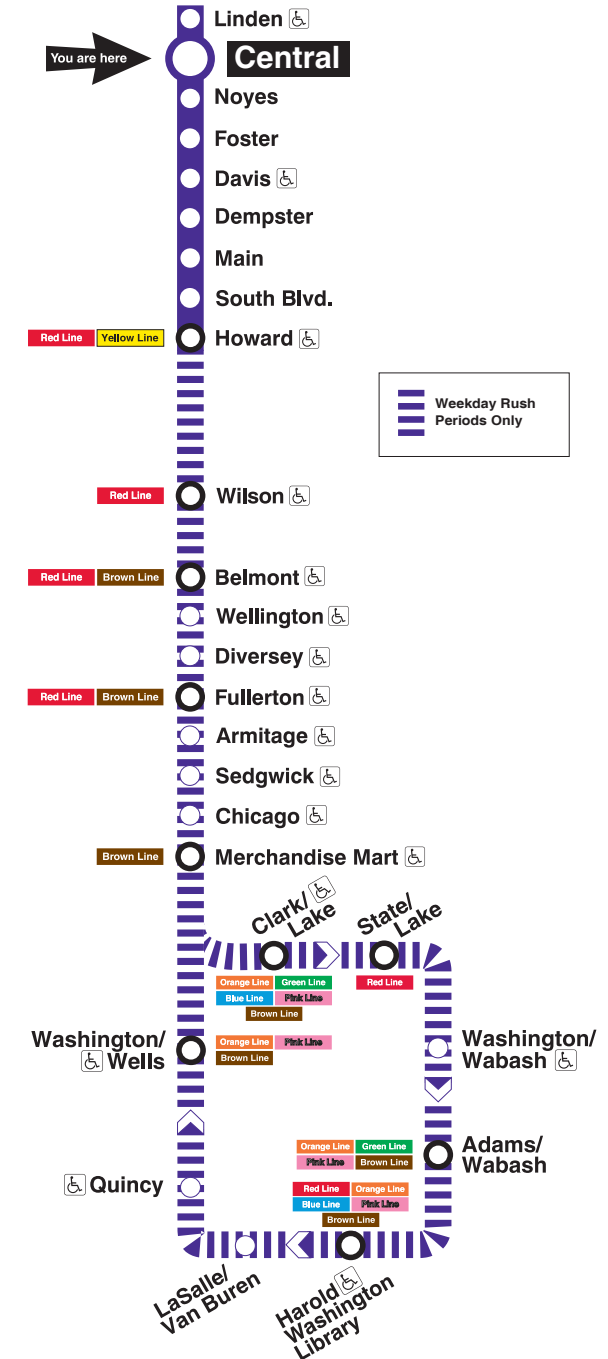 Linden
You are here
Central
Noyes
Foster
Davis
Dempster
Main
South Blvd.
Red Line Yellow Line
Howard
Weekday Rush
Periods Only
Red Line
Wilson
Red Line Brown Line
Belmont
Wellington
Diversey
Red Line Brown Line
Fullerton
Armitage
Sedgwick
Chicago
Brown Line
Merchandise Mart
Clark/
Lake
State/
Lake
Orange Line Green Line
Blue Line Pink Line
Brown Line
Red Line
Washington/
Wells
Orange Line Pink Line
Brown Line
Washington/
Wabash
Orange Line Green Line
Pink Line Brown Line
Adams/
Wabash
Quincy
Red Line Orange Line
Blue Line Pink Line
Brown Line
LaSalle/
Van Buren
Harold
Washington
Library